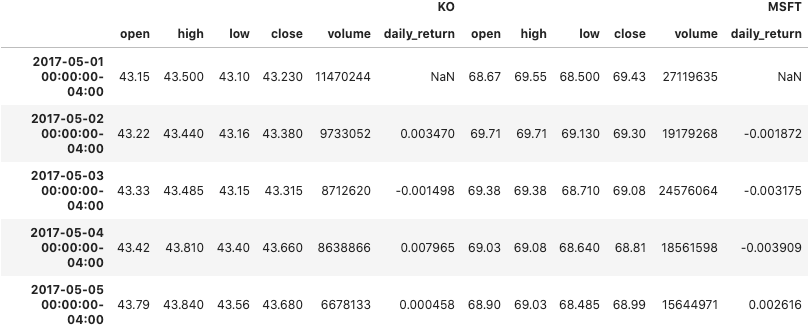 KO MSFT
open high low close volume daily_return open high low close volume daily_return
2017-05-01
00:00:00- 43.15 43.500 43.10 43.230 11470244 NaN 68.67 69.55 68.500 69.43 27119635 NaN
04:00
2017-05-02
00:00:00- 43.22 43.440 43.16 43.380 9733052 0.003470 69.71 69.71 69.130 69.30 19179268 -0.001872
04:00
2017-05-03
00:00:00- 43.33 43.485 43.15 43.315 8712620 -0.001498 69.38 69.38 68.710 69.08 24576064 -0.003175
04:00
2017-05-04
00:00:00- 43.42 43.810 43.40 43.660 8638866 0.007965 69.03 69.08 68.640 68.81 18561598 -0.003909
04:00
2017-05-05
00:00:00- 43.79 43.840 43.56 43.680 6678133 0.000458 68.90 69.03 68.485 68.99 15644971 0.002616
04:00